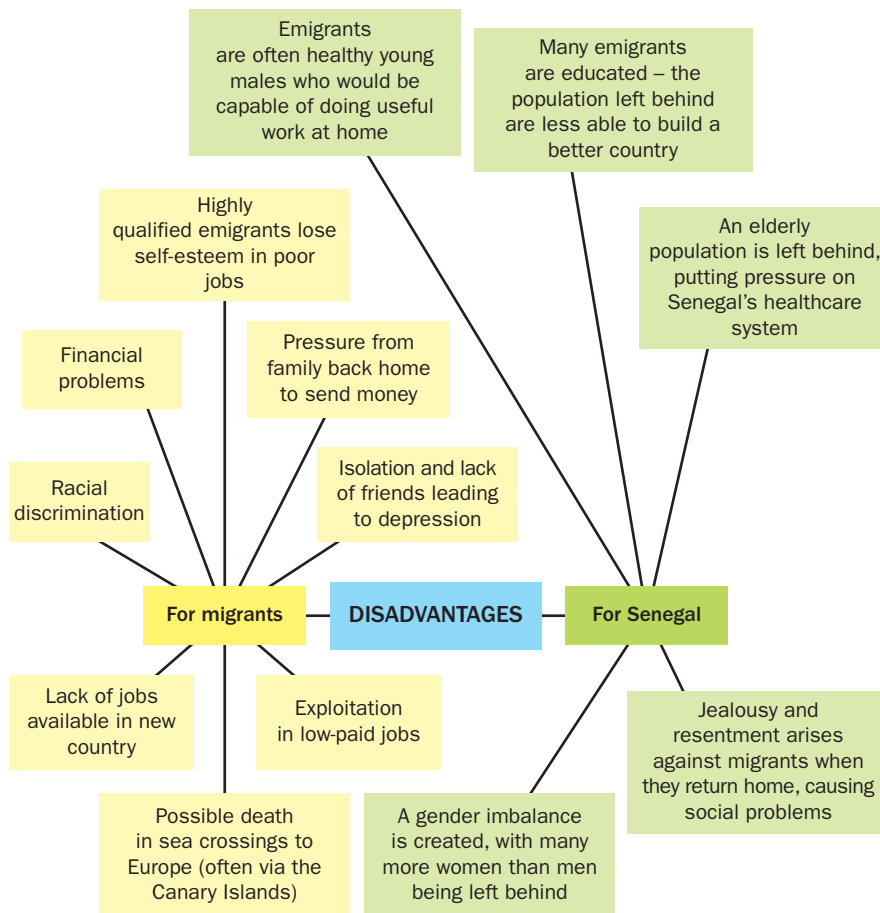 Emigrants
are often healthy young
males who would be
capable of doing useful
work at home
Many emigrants
are educated – the
population left behind
are less able to build a
better country
Highly
qualified emigrants lose
self-esteem in poor
jobs
An elderly
population is left behind,
putting pressure on
Senegal’s healthcare
system
Financial
problems
Pressure from
family back home
to send money
Racial
discrimination
Isolation and lack
of friends leading
to depression
For migrants
DISADVANTAGES
For Senegal
Lack of jobs
available in new
country
Exploitation
in low-paid jobs
Jealousy and
resentment arises
against migrants when
they return home, causing
social problems
Possible death
in sea crossings to
Europe (often via the
Canary Islands)
A gender imbalance
is created, with many
more women than men
being left behind